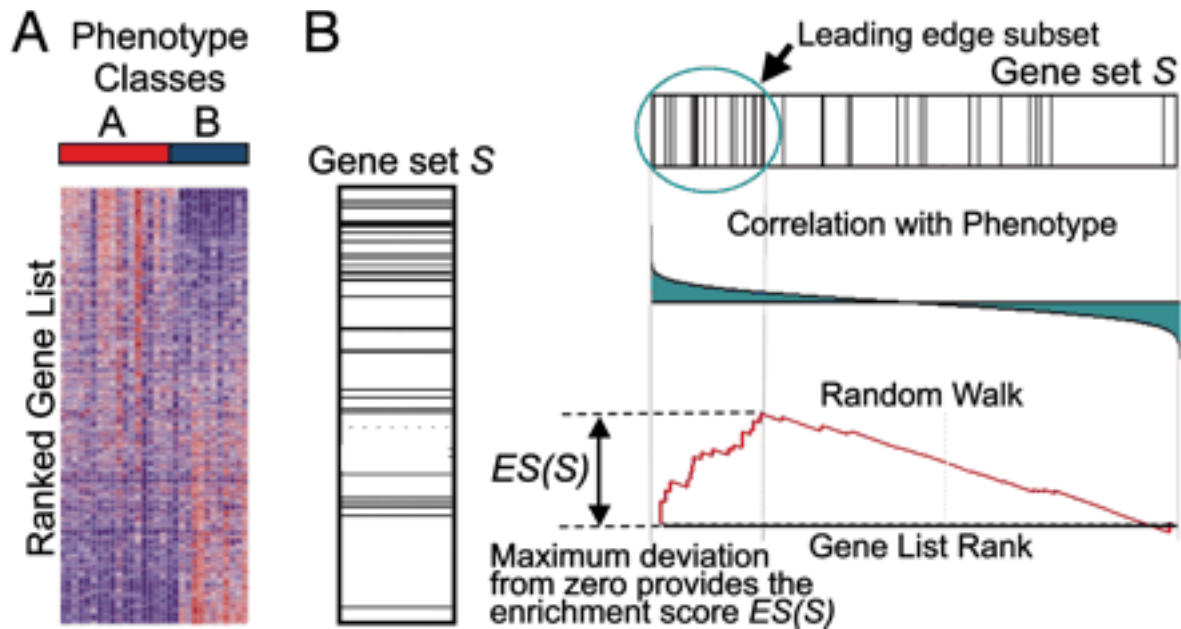 A
Phenotype
Classes
A B
Ranked Gene List
B
Gene set S
Leading edge subset
Gene set S
Correlation with Phenotype
Random Walk
ES(S)
Gene List Rank
Maximum deviation
from zero provides the
enrichment score ES(S)